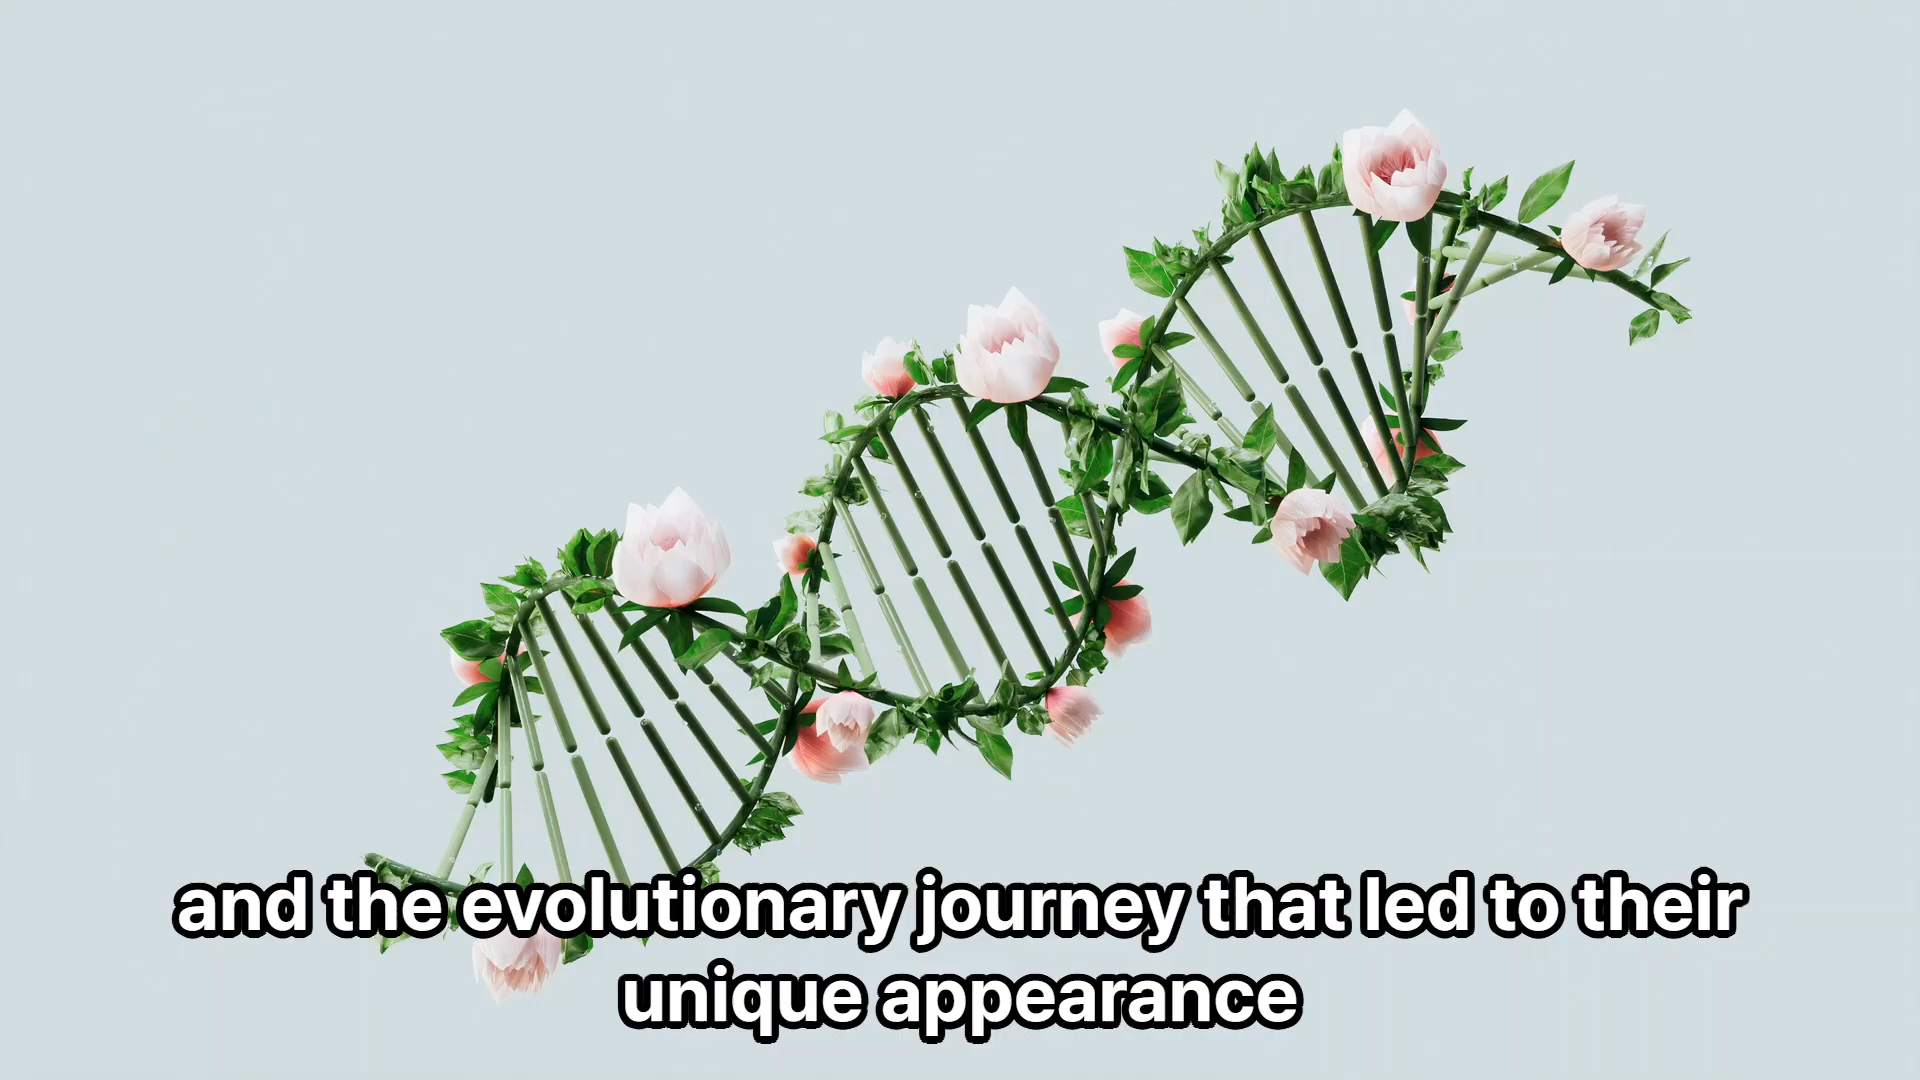 and the evolutionary journey that led to their
unique appearance